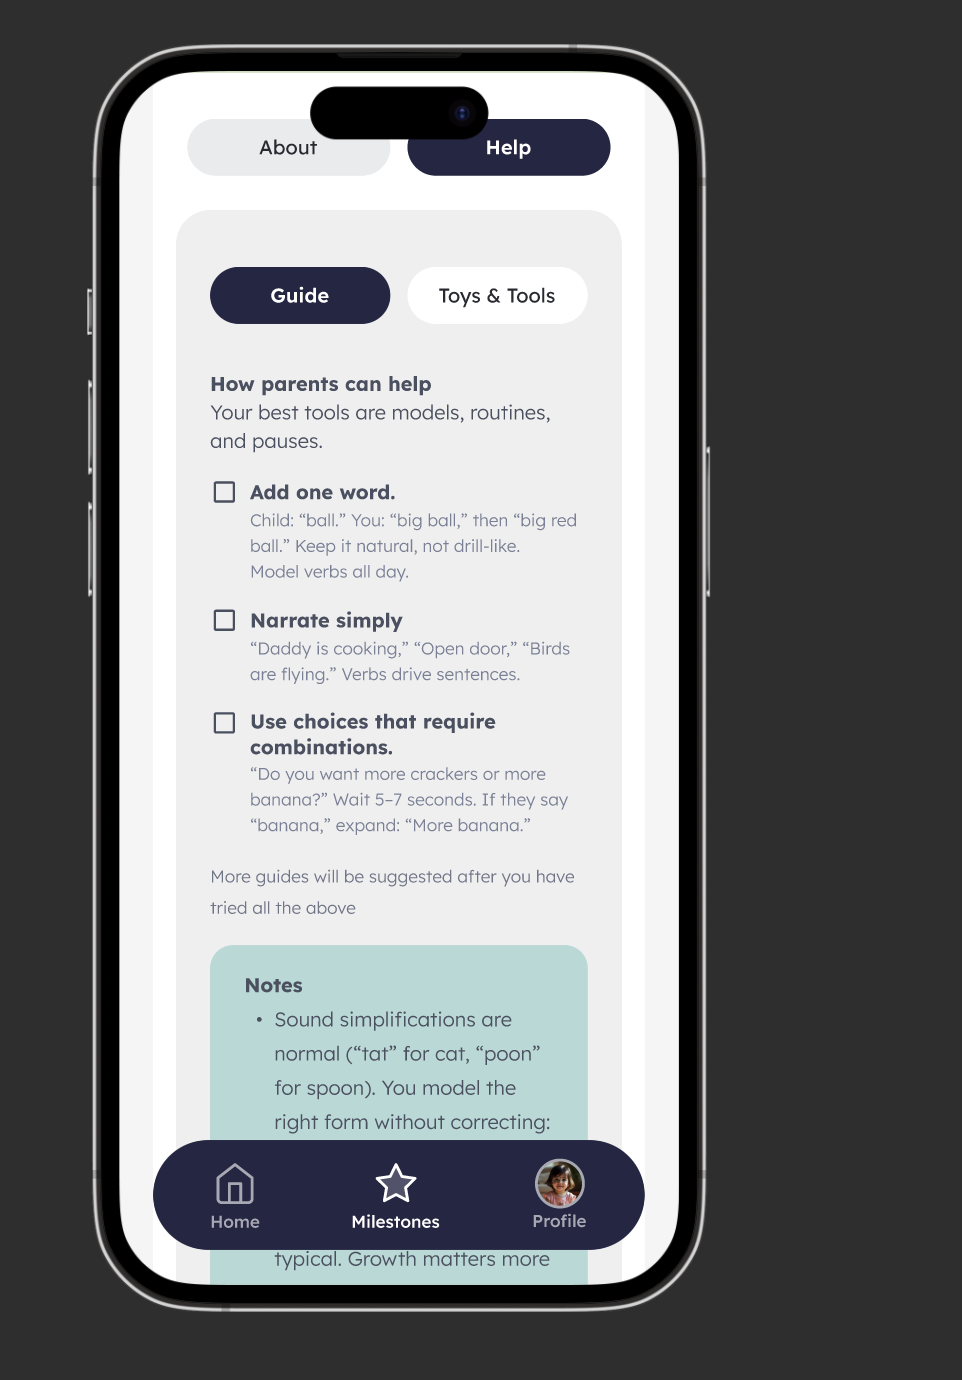 About
Help
Guide
Toys & Tools
How parents can help
Your best tools are models, routines,
and pauses.
Add one word.
Child: “ball.” You: “big ball,” then “big red
ball.” Keep it natural, not drill-like.
Model verbs all day.
Narrate simply
“Daddy is cooking,” “Open door,” “Birds
are flying.” Verbs drive sentences.
Use choices that require
combinations.
“Do you want more crackers or more
banana?” Wait 5–7 seconds. If they say
“banana,” expand: “More banana.”
More guides will be suggested after you have
tried all the above
Notes
• Sound simplifications are
normal (“tat” for cat, “poon”
for spoon). You model the
right form without correcting:
Home
Milestones
Profile
typical. Growth matters more